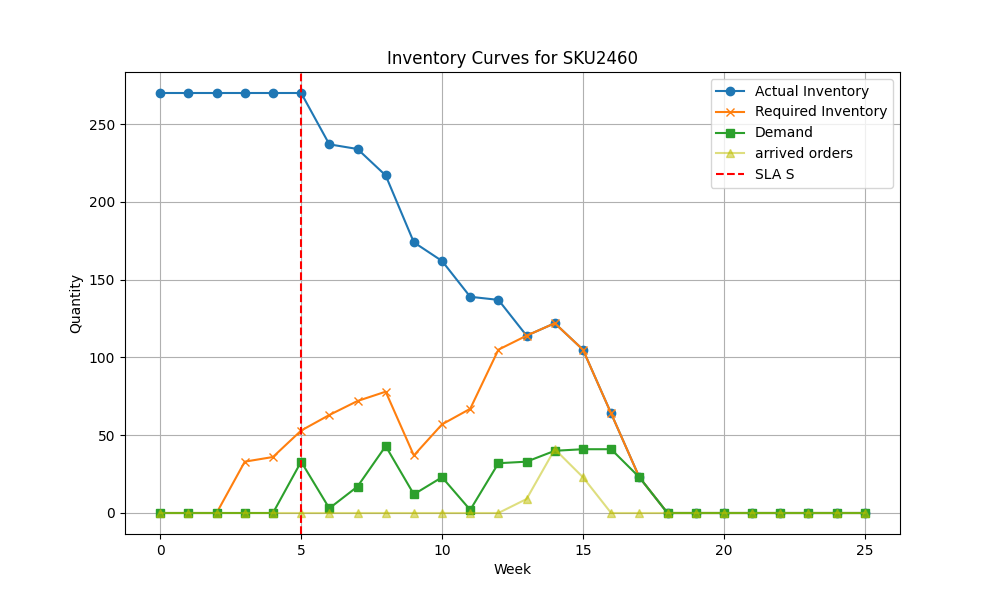 Inventory Curves for SKU2460
Quantity
250
200
150
100
50
0
0 5 10 15 20 25
Week
Actual Inventory
Required Inventory
Demand
arrived orders
SLA S